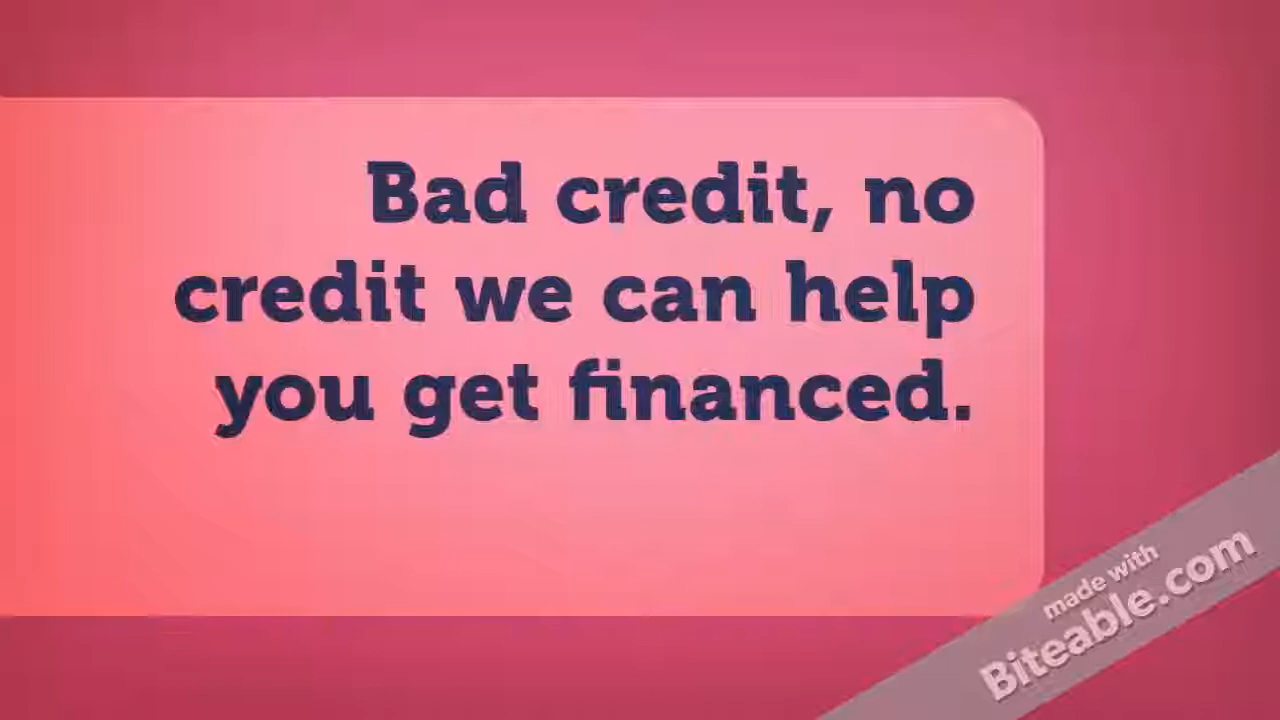 Bad credit, no
credit we can help
you get financed.
made with
Biteable.com